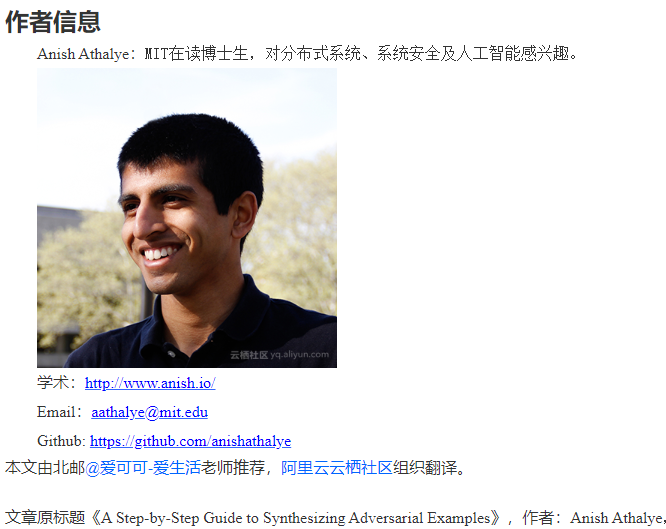 作者信息
Anish Athalye：MIT在读博士生，对分布式系统、系统安全及人工智能感兴趣。
云栖社区 yq.aliyun.com
学术：http://www.anish.io/
Email：aathalye@mit.edu
Github: https://github.com/anishathalye
本文由北邮@爱可可-爱生活老师推荐，阿里云云栖社区组织翻译。
文章原标题《A Step-by-Step Guide to Synthesizing Adversarial Examples》，作者：Anish Athalye,